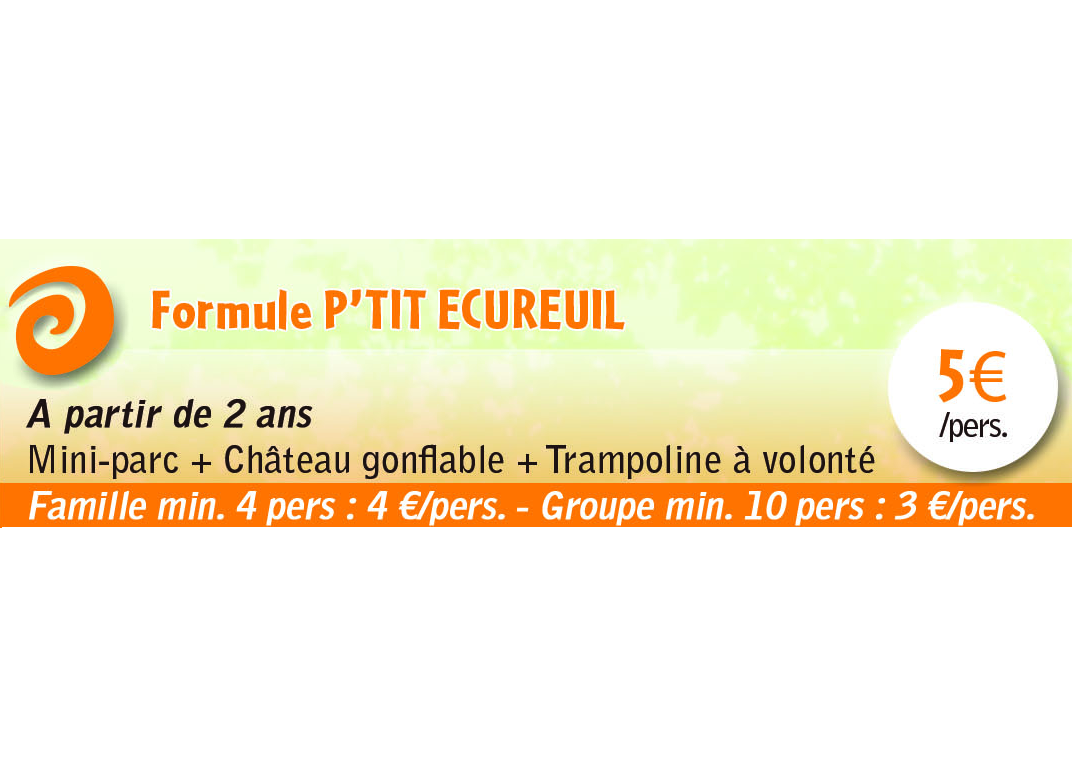 Formule P'TIT ECUREUIL
5€
/pers.
A partir de 2 ans
Mini-parc + Château gonflable + Trampoline à volonté
Famille min. 4 pers : 4 €/pers. - Groupe min. 10 pers : 3 €/pers.